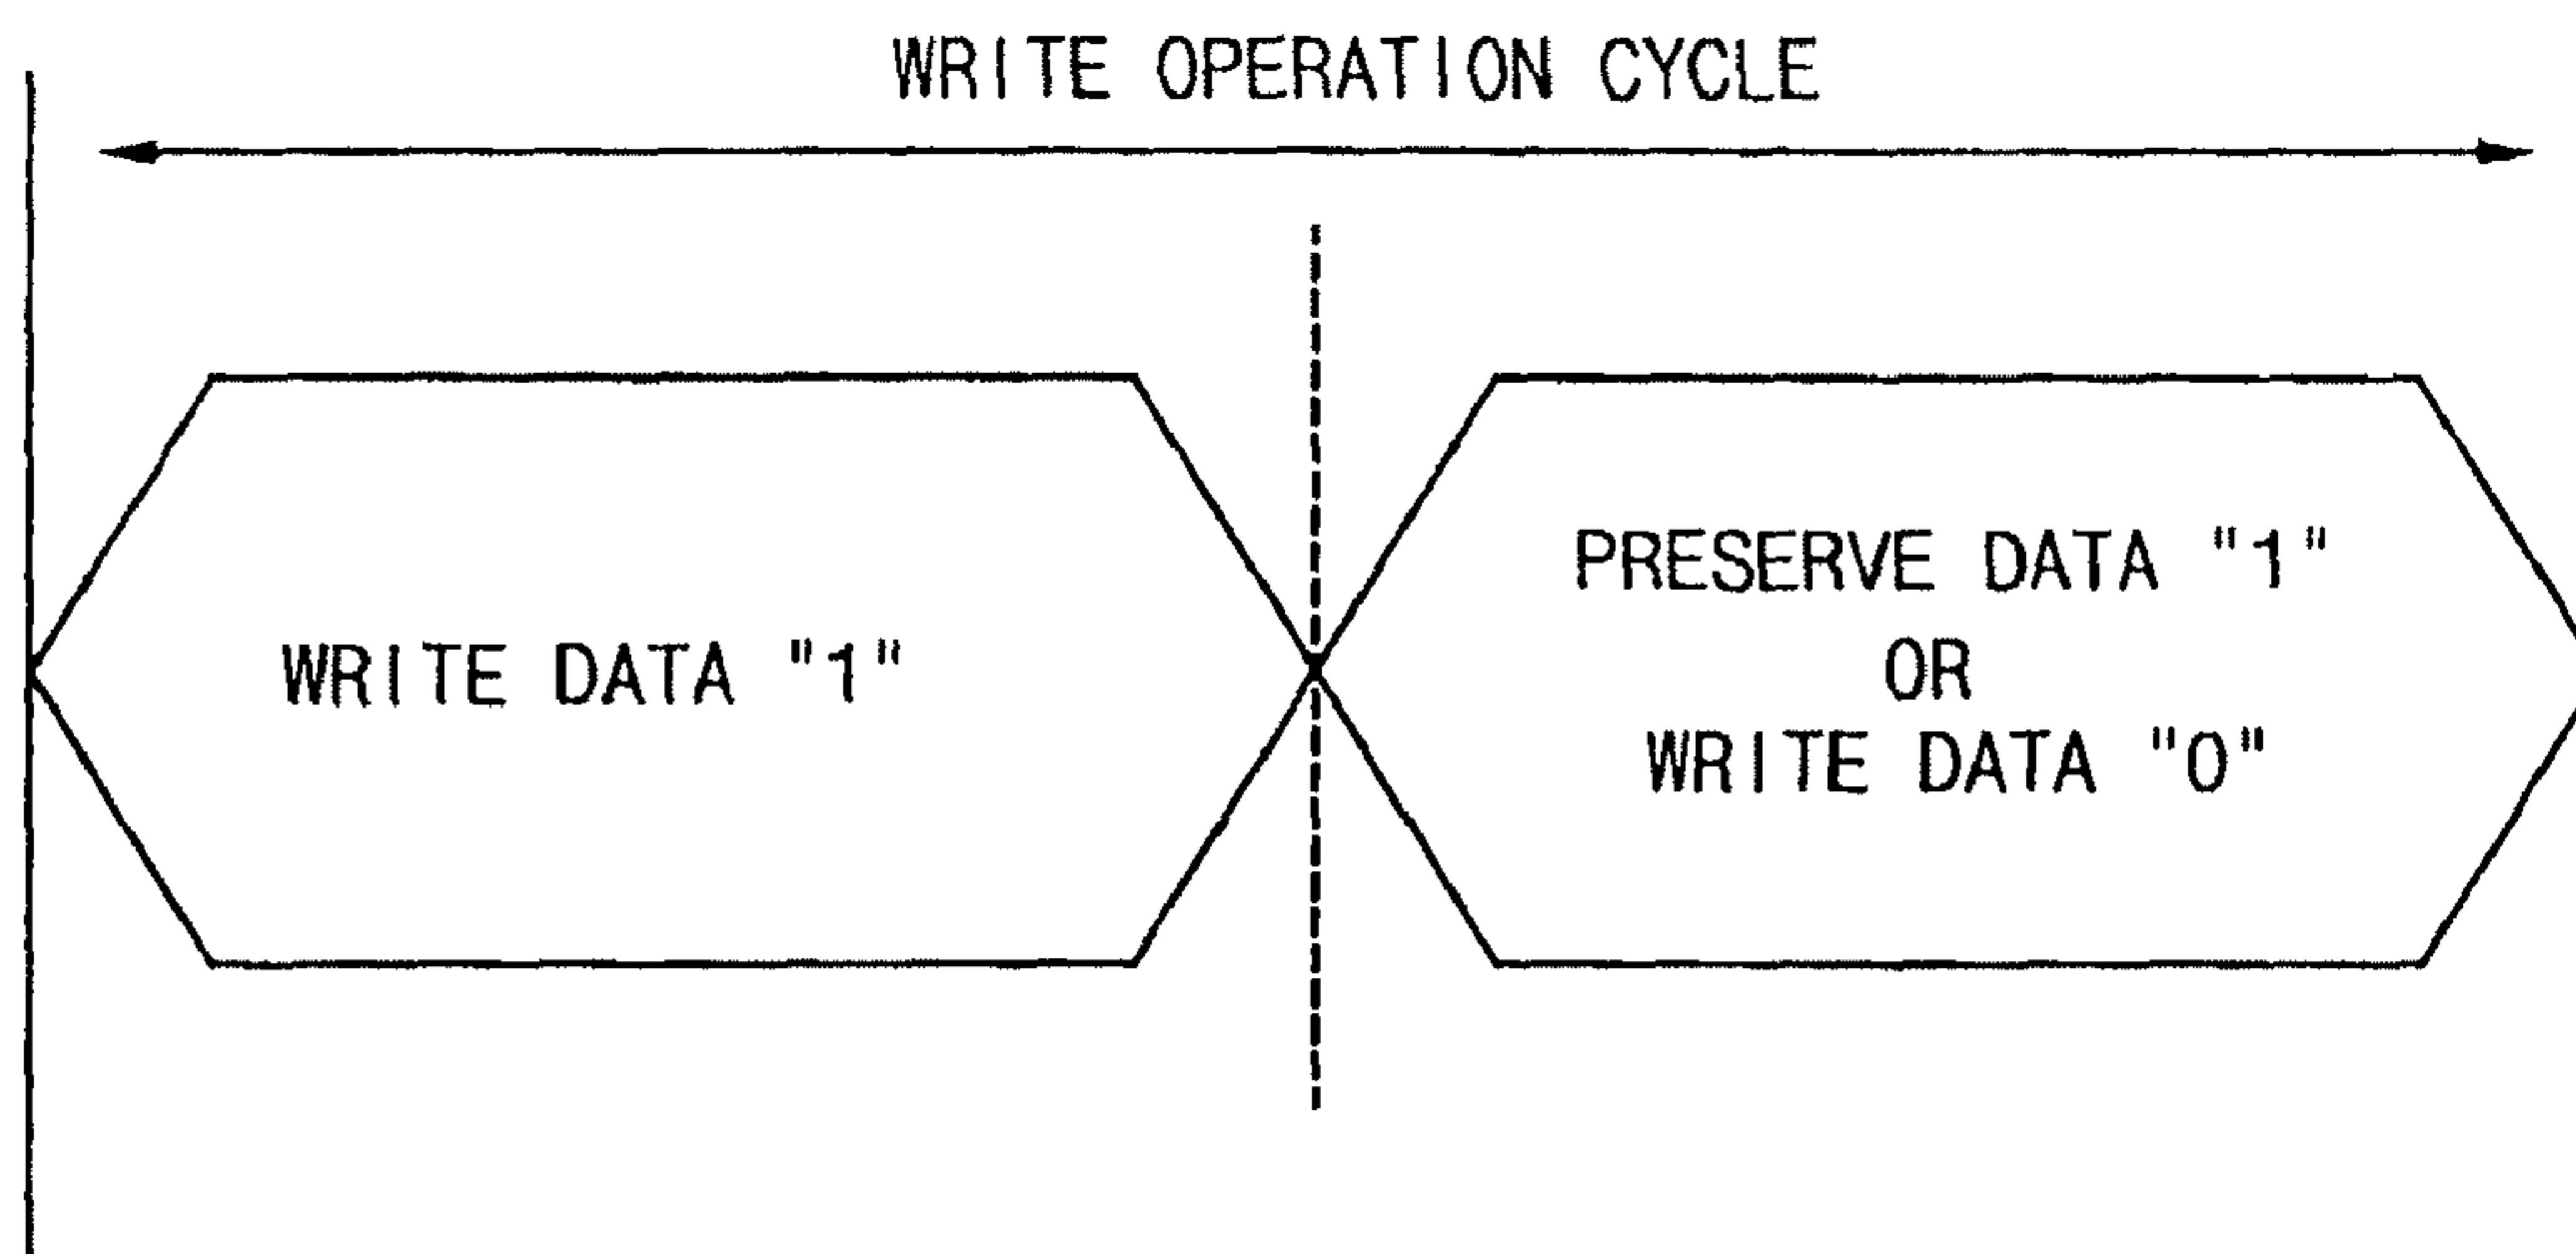 WRITE OPERATION CYCLE
WRITE DATA "1"
PRESERVE DATA "1"
OR
WRITE DATA "0"